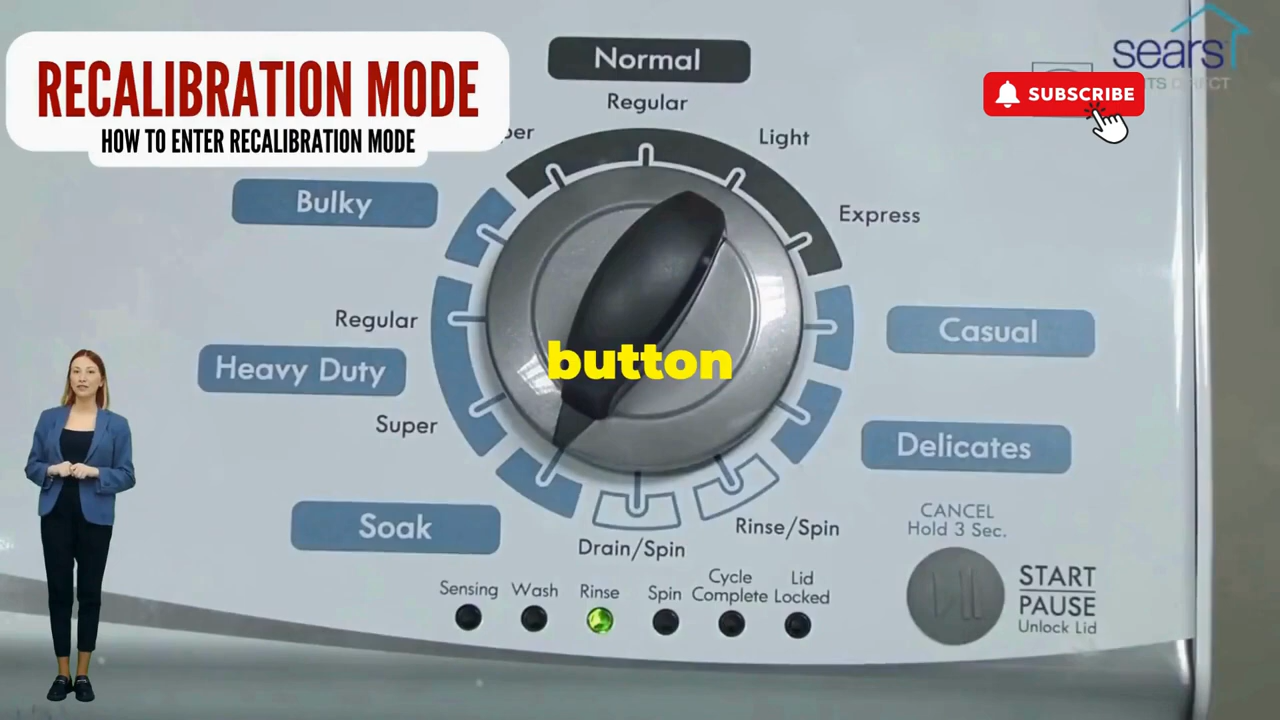 RECALIBRATION MODE
HOW TO ENTER RECALIBRATION MODE
sears
SUBSCRIBE
Normal
Regular
Light
Bulky
Express
Regular
Casual
Heavy Duty
button
Super
Delicates
Soak
Rinse/Spin
Drain/Spin
CANCEL
Hold 3 Sec.
Sensing
Wash
Rinse
Spin
Cycle
Complete
Lid
Locked
START
PAUSE
Unlock Lid